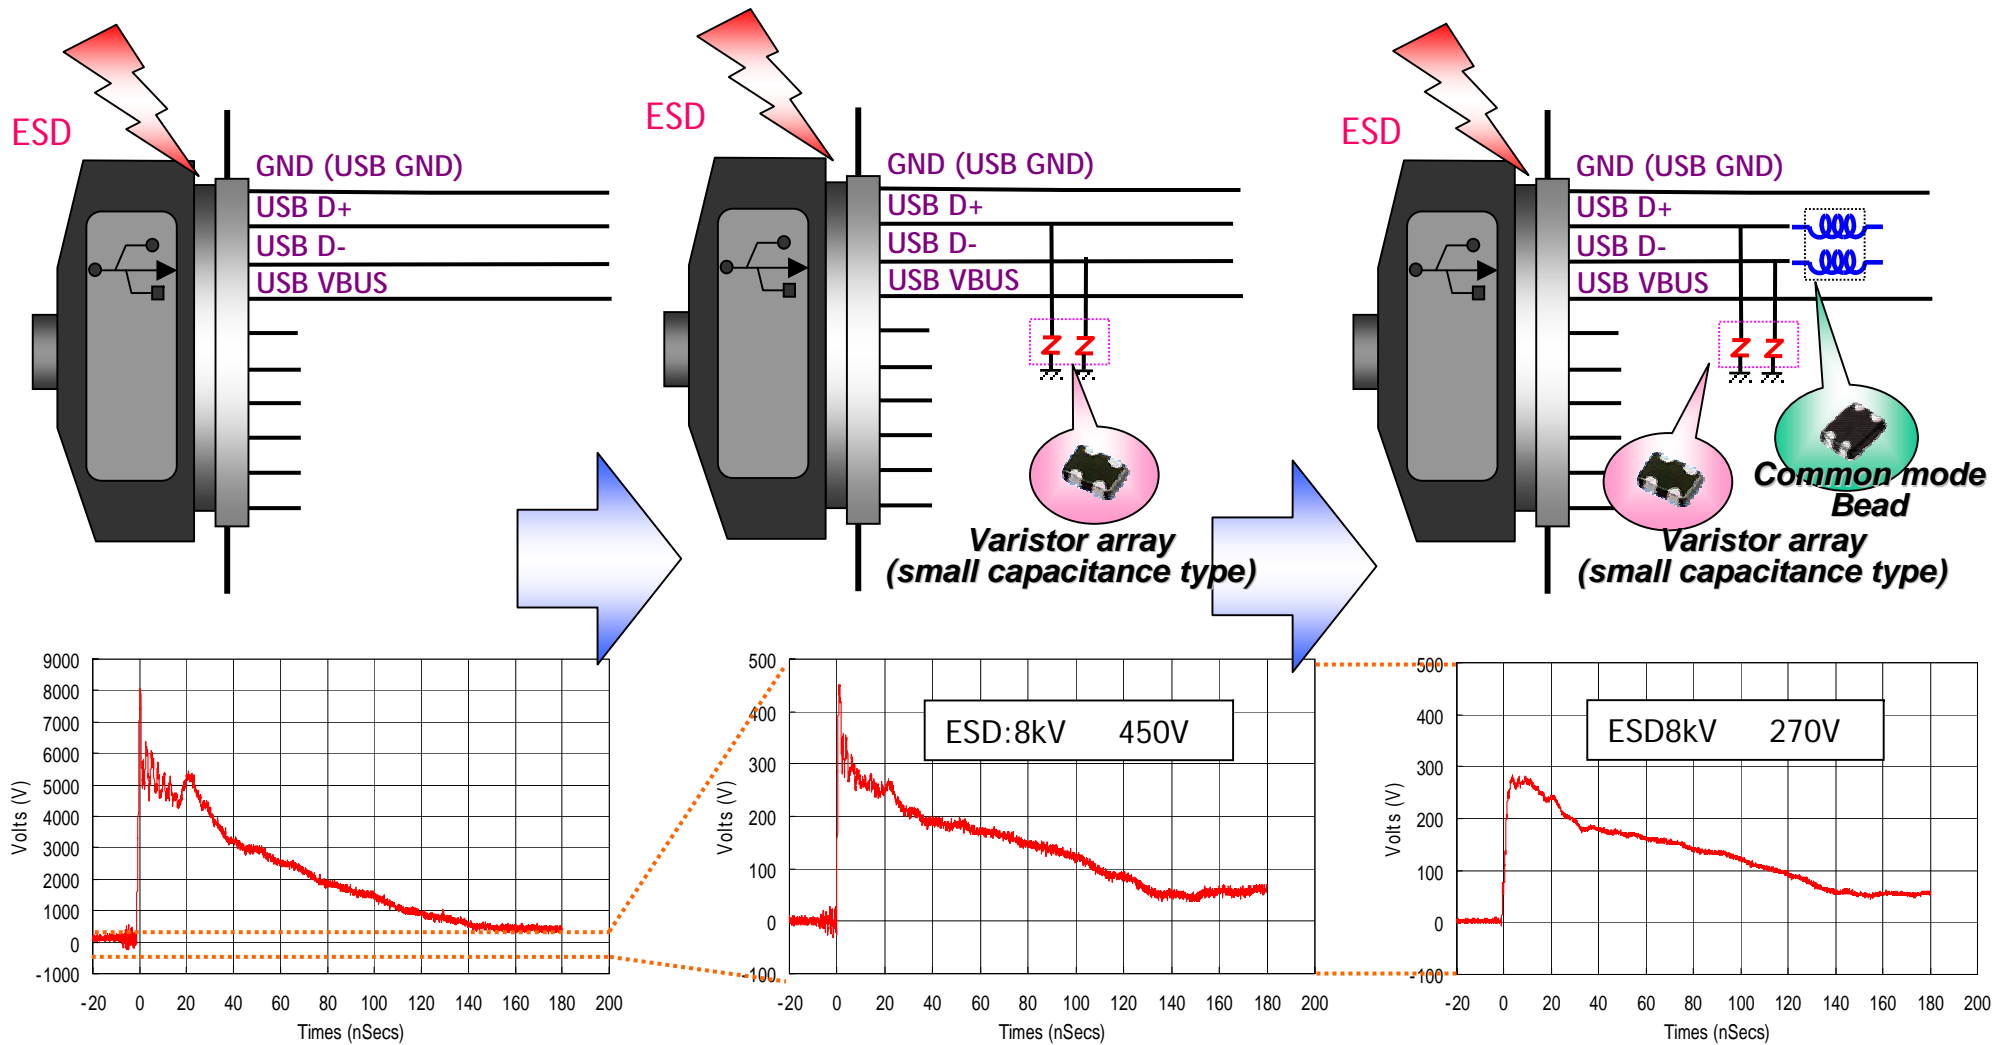 ESD
GND (USB GND)
USB D+
USB D-
USB VBUS
ESD
GND (USB GND)
USB D+
USB D-
USB VBUS
Varistor array
(small capacitance type)
ESD
GND (USB GND)
USB D+
USB D-
USB VBUS
Common mode
Bead
Varistor array
(small capacitance type)
9000
8000
7000
6000
5000
4000
3000
2000
1000
0
-1000
Volts (V)
-20 0 20 40 60 80 100 120 140 160 180 200
Times (nSecs)
500
400
300
200
100
0
-100
Volts (V)
ESD:8kV 450V
-20 0 20 40 60 80 100 120 140 160 180 200
Times (nSecs)
500
400
300
200
100
0
-100
Volts (V)
ESD8kV 270V
-20 0 20 40 60 80 100 120 140 160 180 200
Times (nSecs)